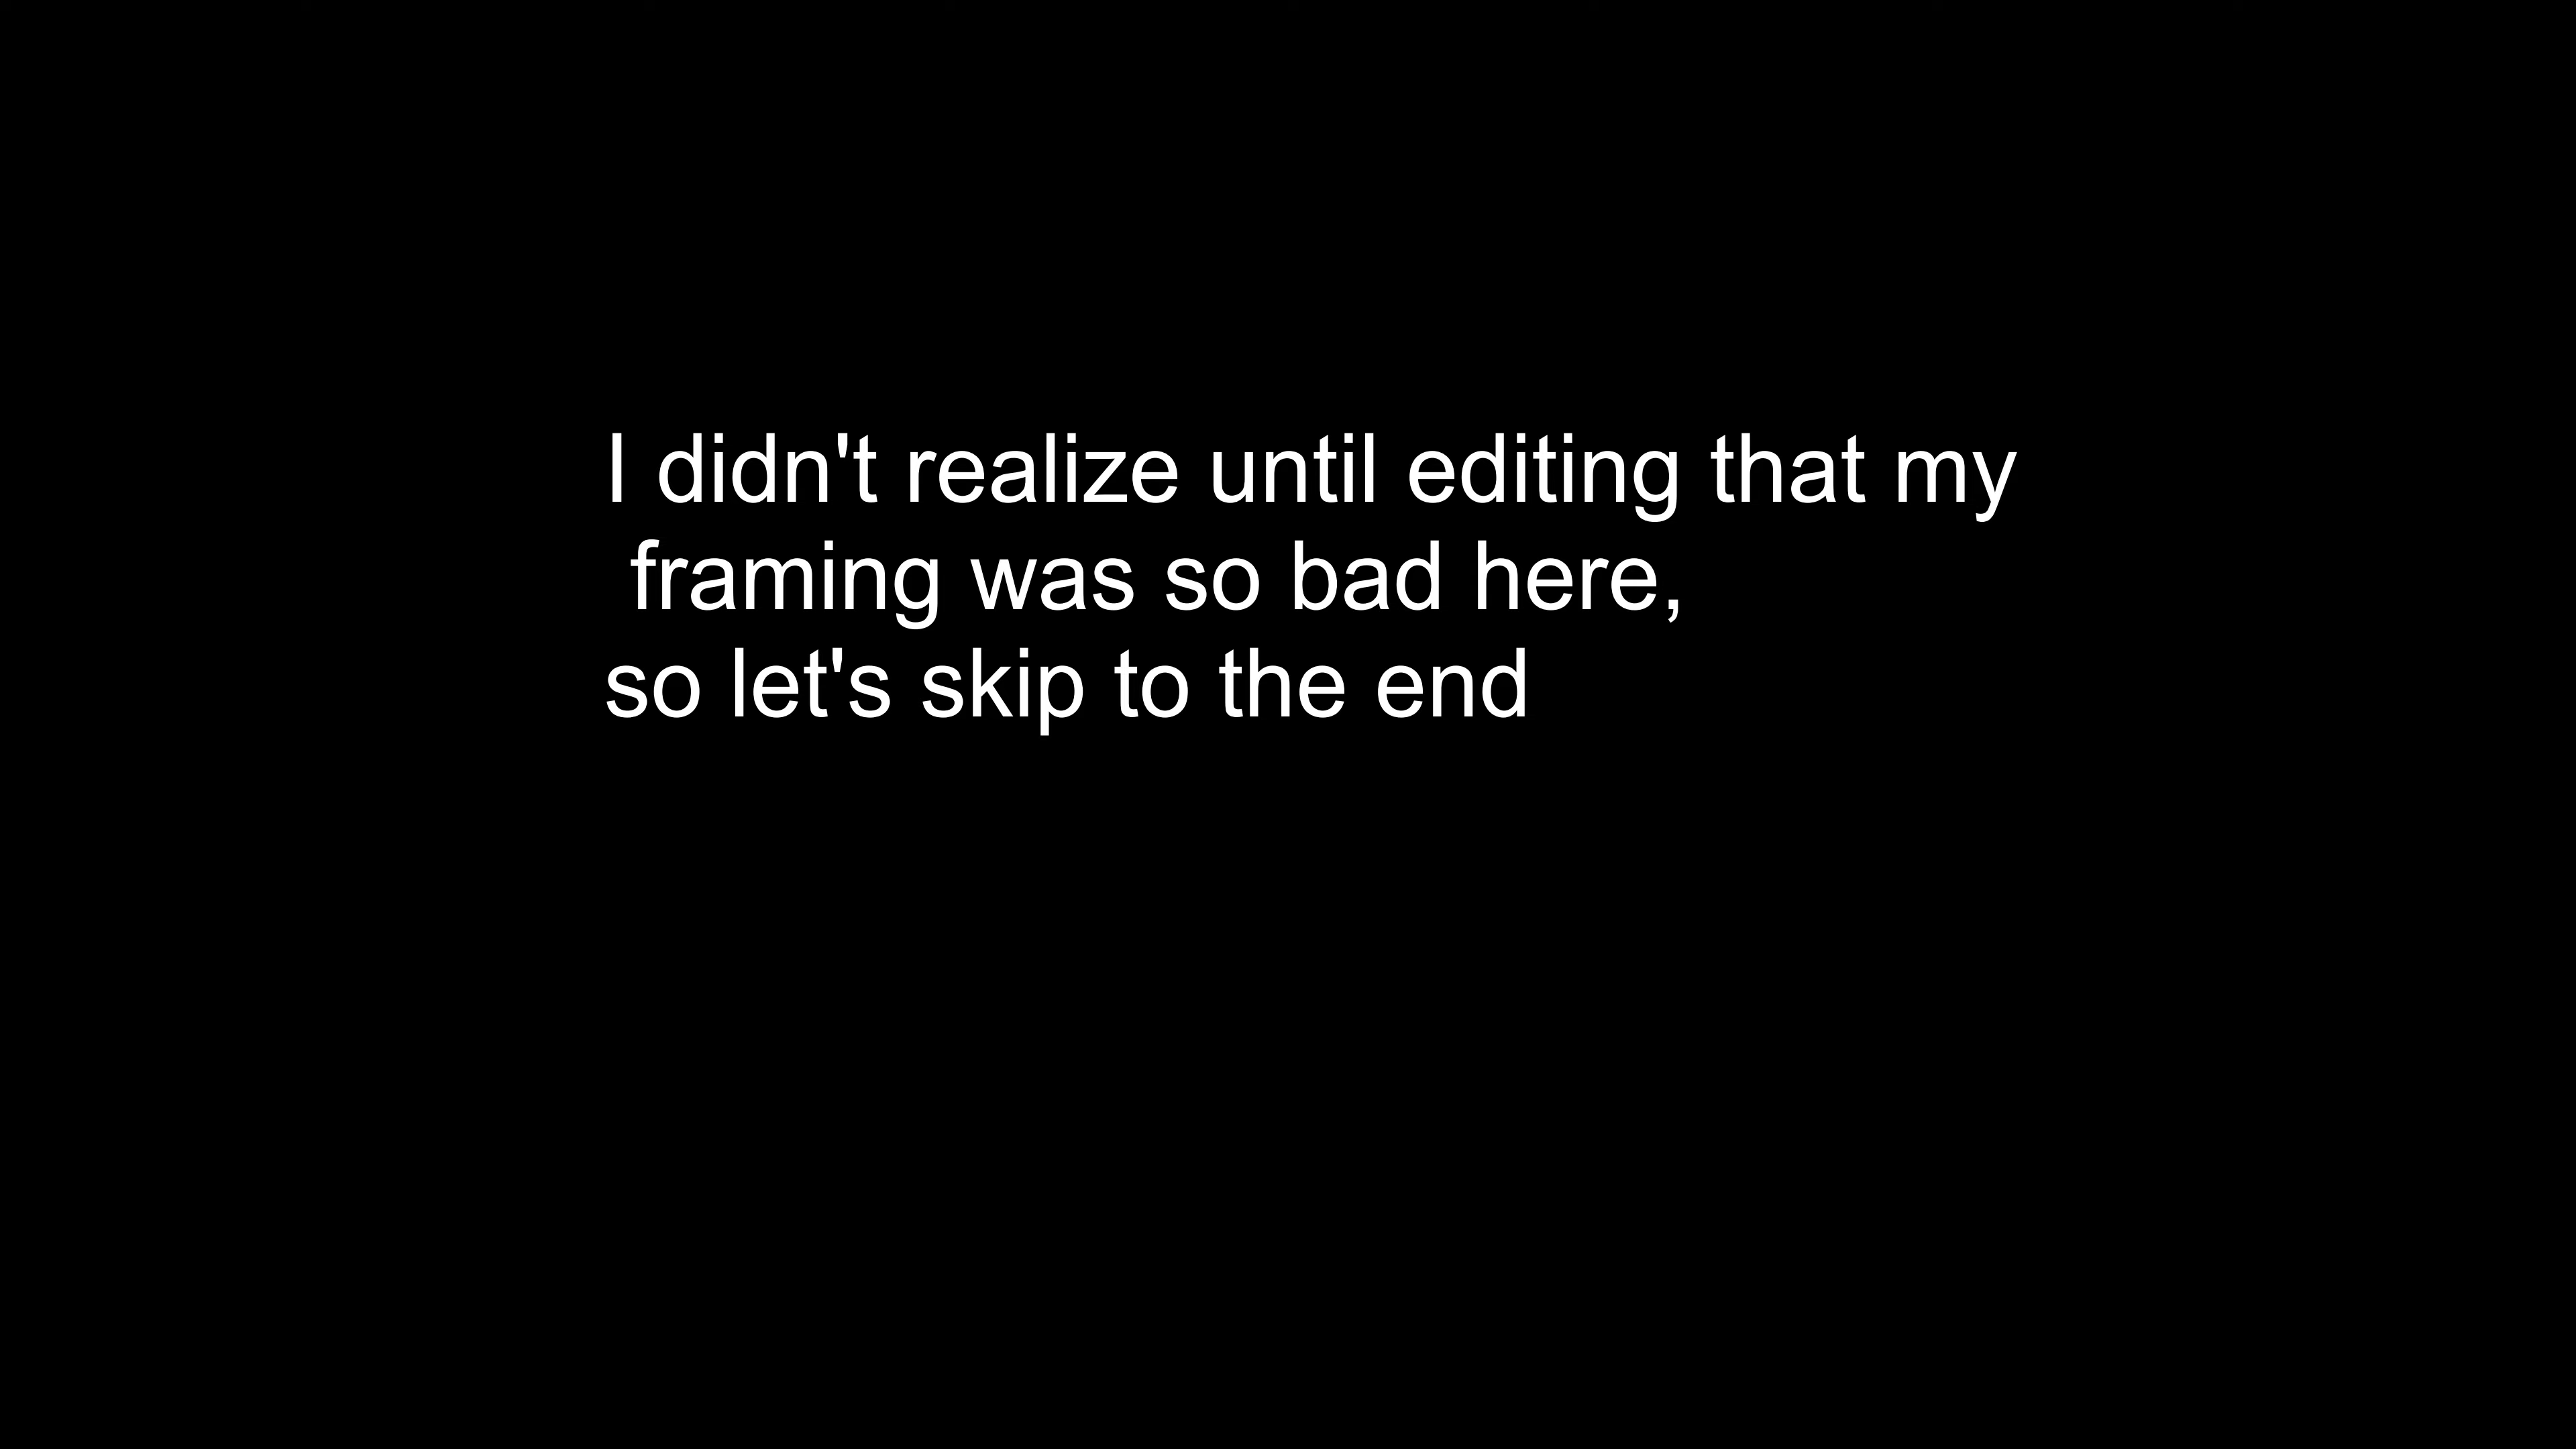 I didn't realize until editing that my
framing was so bad here,
so let's skip to the end